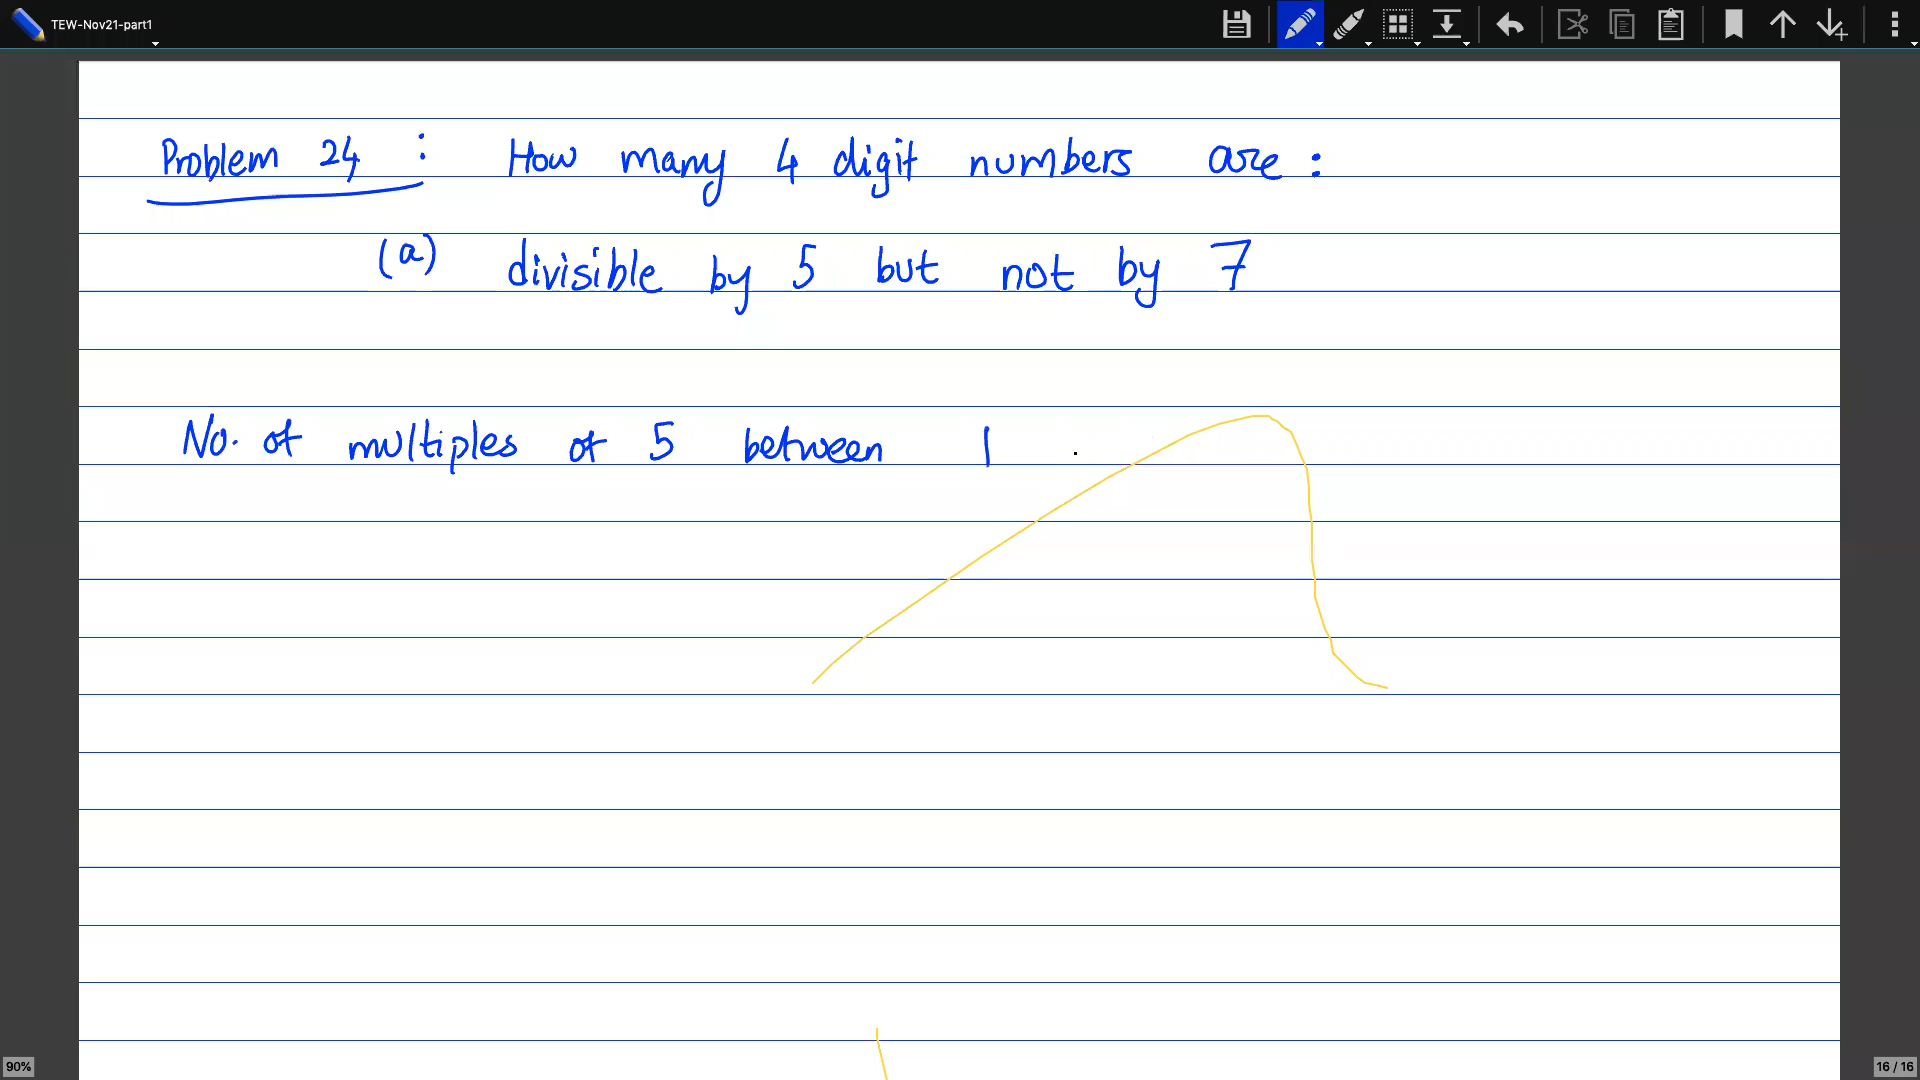 TEW-Nov21-part1
Problem 24 : How many 4 digit numbers are :
(a) divisible by 5 but not by 7
No. of multiples of 5 between 1
90%
16 / 16